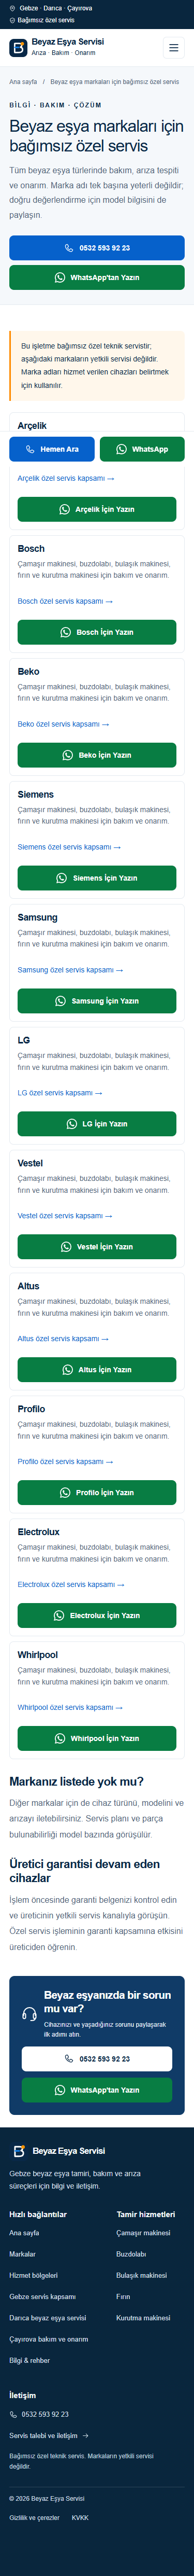 Gebze · Darıca · Çayırova
Bağımsız özel servis
Beyaz Eşya Servisi
Arıza · Bakım · Onarım
Ana sayfa / Beyaz eşya markaları için bağımsız özel servis
BİLGİ · BAKIM · ÇÖZÜM
Beyaz eşya markaları için
bağımsız özel servis
Tüm beyaz eşya türlerinde bakım, arıza tespiti
ve onarım. Marka adı tek başına yeterli değildir;
doğru değerlendirme için model bilgisini de
paylaşın.
0532 593 92 23
WhatsApp'tan Yazın
Bu işletme bağımsız özel teknik servistir;
aşağıdaki markaların yetkili servisi değildir.
Marka adları hizmet verilen cihazları belirtmek
için kullanılır.
Arçelik
Hemen Ara
WhatsApp
Arçelik özel servis kapsamı →
Arçelik İçin Yazın
Bosch
Çamaşır makinesi, buzdolabı, bulaşık makinesi,
fırın ve kurutma makinesi için bakım ve onarım.
Bosch özel servis kapsamı →
Bosch İçin Yazın
Beko
Çamaşır makinesi, buzdolabı, bulaşık makinesi,
fırın ve kurutma makinesi için bakım ve onarım.
Beko özel servis kapsamı →
Beko İçin Yazın
Siemens
Çamaşır makinesi, buzdolabı, bulaşık makinesi,
fırın ve kurutma makinesi için bakım ve onarım.
Siemens özel servis kapsamı →
Siemens İçin Yazın
Samsung
Çamaşır makinesi, buzdolabı, bulaşık makinesi,
fırın ve kurutma makinesi için bakım ve onarım.
Samsung özel servis kapsamı →
Samsung İçin Yazın
LG
Çamaşır makinesi, buzdolabı, bulaşık makinesi,
fırın ve kurutma makinesi için bakım ve onarım.
LG özel servis kapsamı →
LG İçin Yazın
Vestel
Çamaşır makinesi, buzdolabı, bulaşık makinesi,
fırın ve kurutma makinesi için bakım ve onarım.
Vestel özel servis kapsamı →
Vestel İçin Yazın
Altus
Çamaşır makinesi, buzdolabı, bulaşık makinesi,
fırın ve kurutma makinesi için bakım ve onarım.
Altus özel servis kapsamı →
Altus İçin Yazın
Profilo
Çamaşır makinesi, buzdolabı, bulaşık makinesi,
fırın ve kurutma makinesi için bakım ve onarım.
Profilo özel servis kapsamı →
Profilo İçin Yazın
Electrolux
Çamaşır makinesi, buzdolabı, bulaşık makinesi,
fırın ve kurutma makinesi için bakım ve onarım.
Electrolux özel servis kapsamı →
Electrolux İçin Yazın
Whirlpool
Çamaşır makinesi, buzdolabı, bulaşık makinesi,
fırın ve kurutma makinesi için bakım ve onarım.
Whirlpool özel servis kapsamı →
Whirlpool İçin Yazın
Markanız listede yok mu?
Diğer markalar için de cihaz türünü, modelini ve
arızayı iletebilirsiniz. Servis planı ve parça
bulunabilirliği model bazında görüşülür.
Üretici garantisi devam eden
cihazlar
İşlem öncesinde garanti belgenizi kontrol edin
ve üreticinin yetkili servis kanalıyla görüşün.
Özel servis işleminin garanti kapsamına etkisini
üreticiden öğrenin.
Beyaz eşyanızda bir sorun
mu var?
Cihazınızı ve yaşadığınız sorunu paylaşarak
ilk adımı atın.
0532 593 92 23
WhatsApp'tan Yazın
Beyaz Eşya Servisi
Gebze beyaz eşya tamiri, bakım ve arıza
süreçleri için bilgi ve iletişim.
Hızlı bağlantılar
Ana sayfa
Markalar
Hizmet bölgeleri
Gebze servis kapsamı
Darıca beyaz eşya servisi
Çayırova bakım ve onarım
Bilgi & rehber
Tamir hizmetleri
Çamaşır makinesi
Buzdolabı
Bulaşık makinesi
Fırın
Kurutma makinesi
İletişim
0532 593 92 23
Servis talebi ve iletişim →
Bağımsız özel teknik servis. Markaların yetkili servisi
değildir.
© 2026 Beyaz Eşya Servisi
Gizlilik ve çerezler KVKK